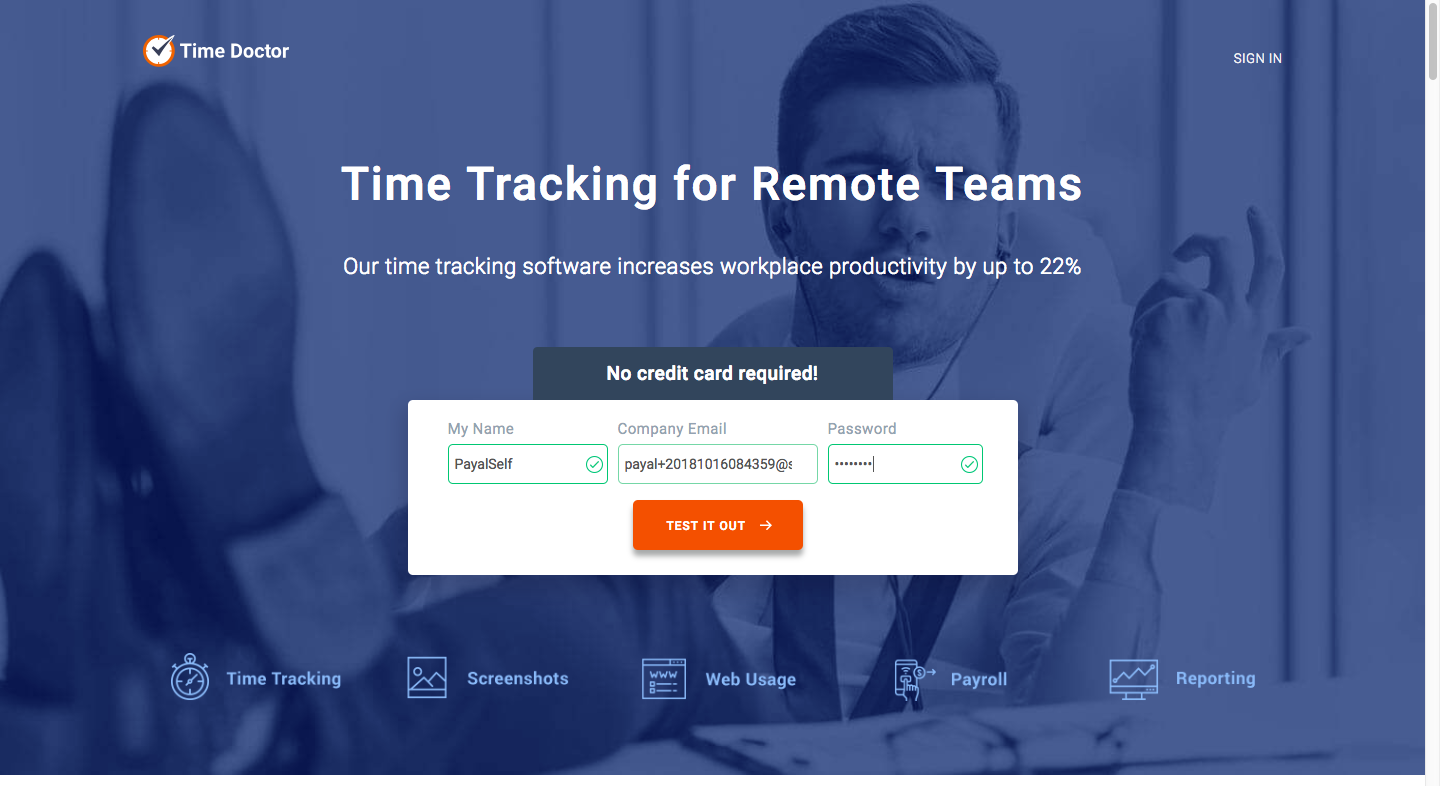 Time Doctor
SIGN IN
Time Tracking for Remote Teams
Our time tracking software increases workplace productivity by up to 22%
No credit card required!
My Name Company Email Password
PayalSelf payal+20181016084359@s ••••••••
TEST IT OUT →
Time Tracking Screenshots WWW Web Usage $ Payroll Reporting